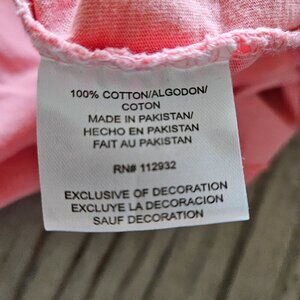 100% COTTON/ALGODON/
COTON
MADE IN PAKISTAN/
HECHO EN PAKISTAN
FAIT AU PAKISTAN
RN# 112932
EXCLUSIVE OF DECORATION
EXCLUYE LA DECORACION
SAUF DECORATION